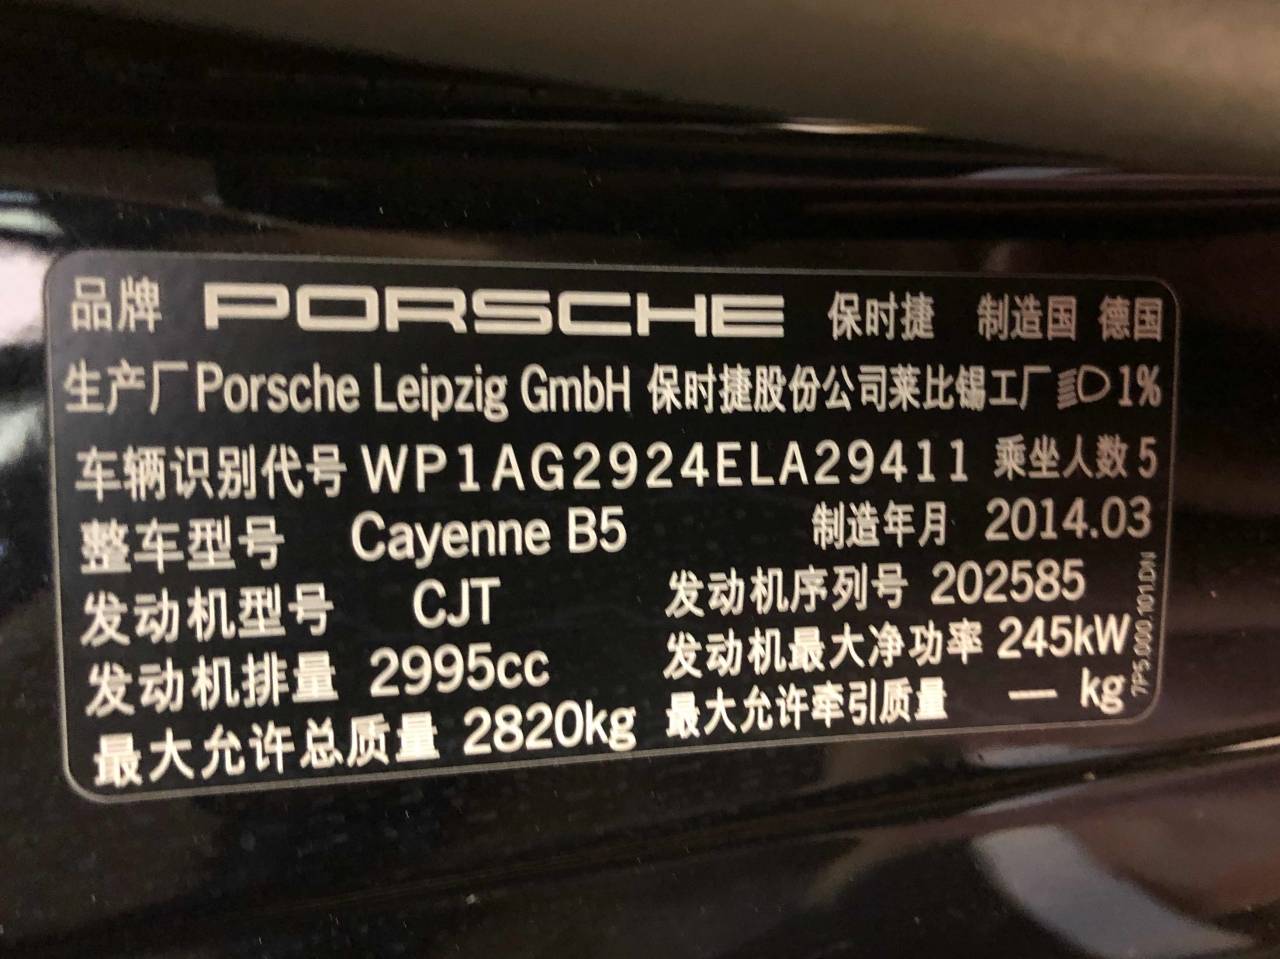 品牌 PORSCHE 保时捷 制造国 德国
生产厂 Porsche Leipzig GmbH 保时捷股份公司莱比锡工厂 1%
车辆识别代号 WP1AG2924ELA29411 乘坐人数 5
整车型号 Cayenne B5 制造年月 2014.03
发动机型号 CJT 发动机序列号 202585
发动机排量 2995cc 发动机最大净功率 245kW
最大允许总质量 2820kg 最大允许牵引质量 — kg
7P5.000.101.DN